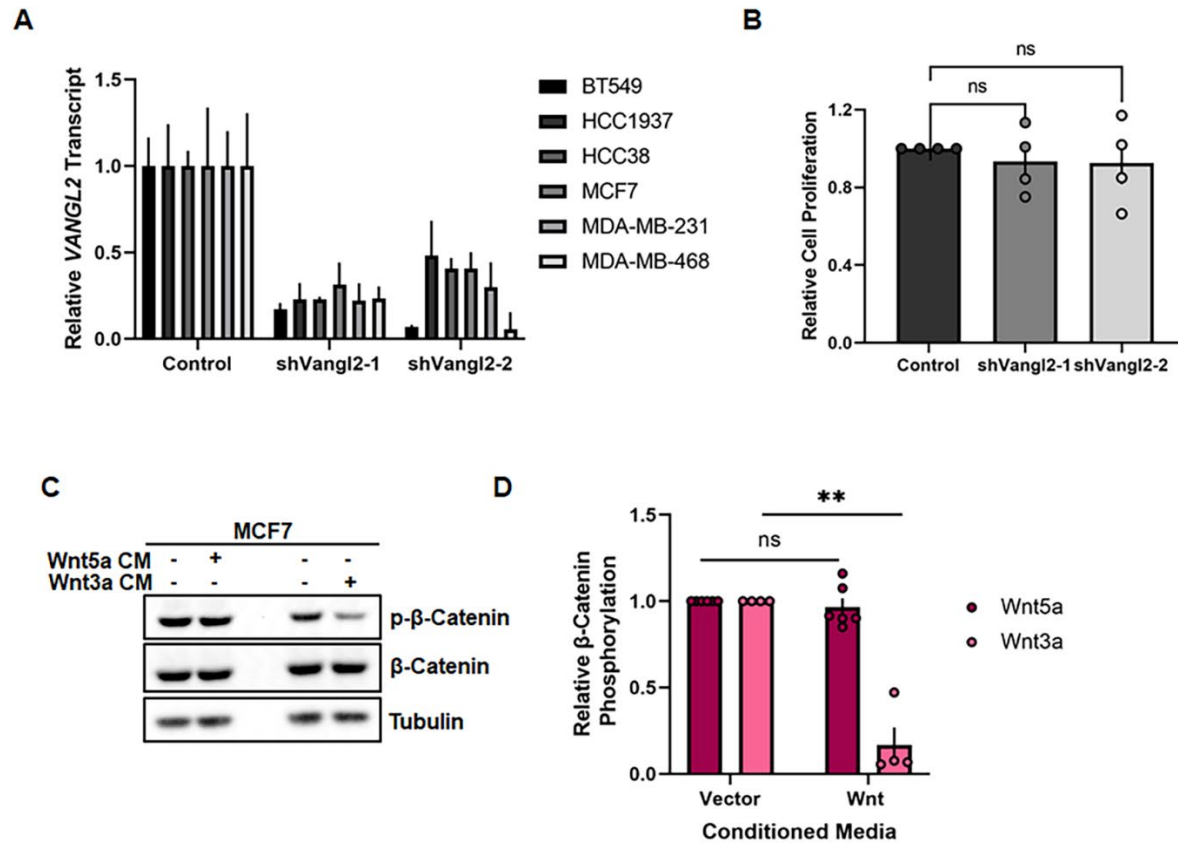 A
Relative VANGL2 Transcript
1.5
1.0
0.5
0.0
Control
shVangl2-1
shVangl2-2
BT549
HCC1937
HCC38
MCF7
MDA-MB-231
MDA-MB-468
B
ns
ns
Relative Cell Proliferation
1.2
0.8
0.4
0.0
Control
shVangl2-1
shVangl2-2
C
MCF7
Wnt5a CM - + - -
Wnt3a CM - - - +
p-β-Catenin
β-Catenin
Tubulin
D
**
ns
Relative β-Catenin
Phosphorylation
1.5
1.0
0.5
0.0
Vector
Wnt
Conditioned Media
Wnt5a
Wnt3a